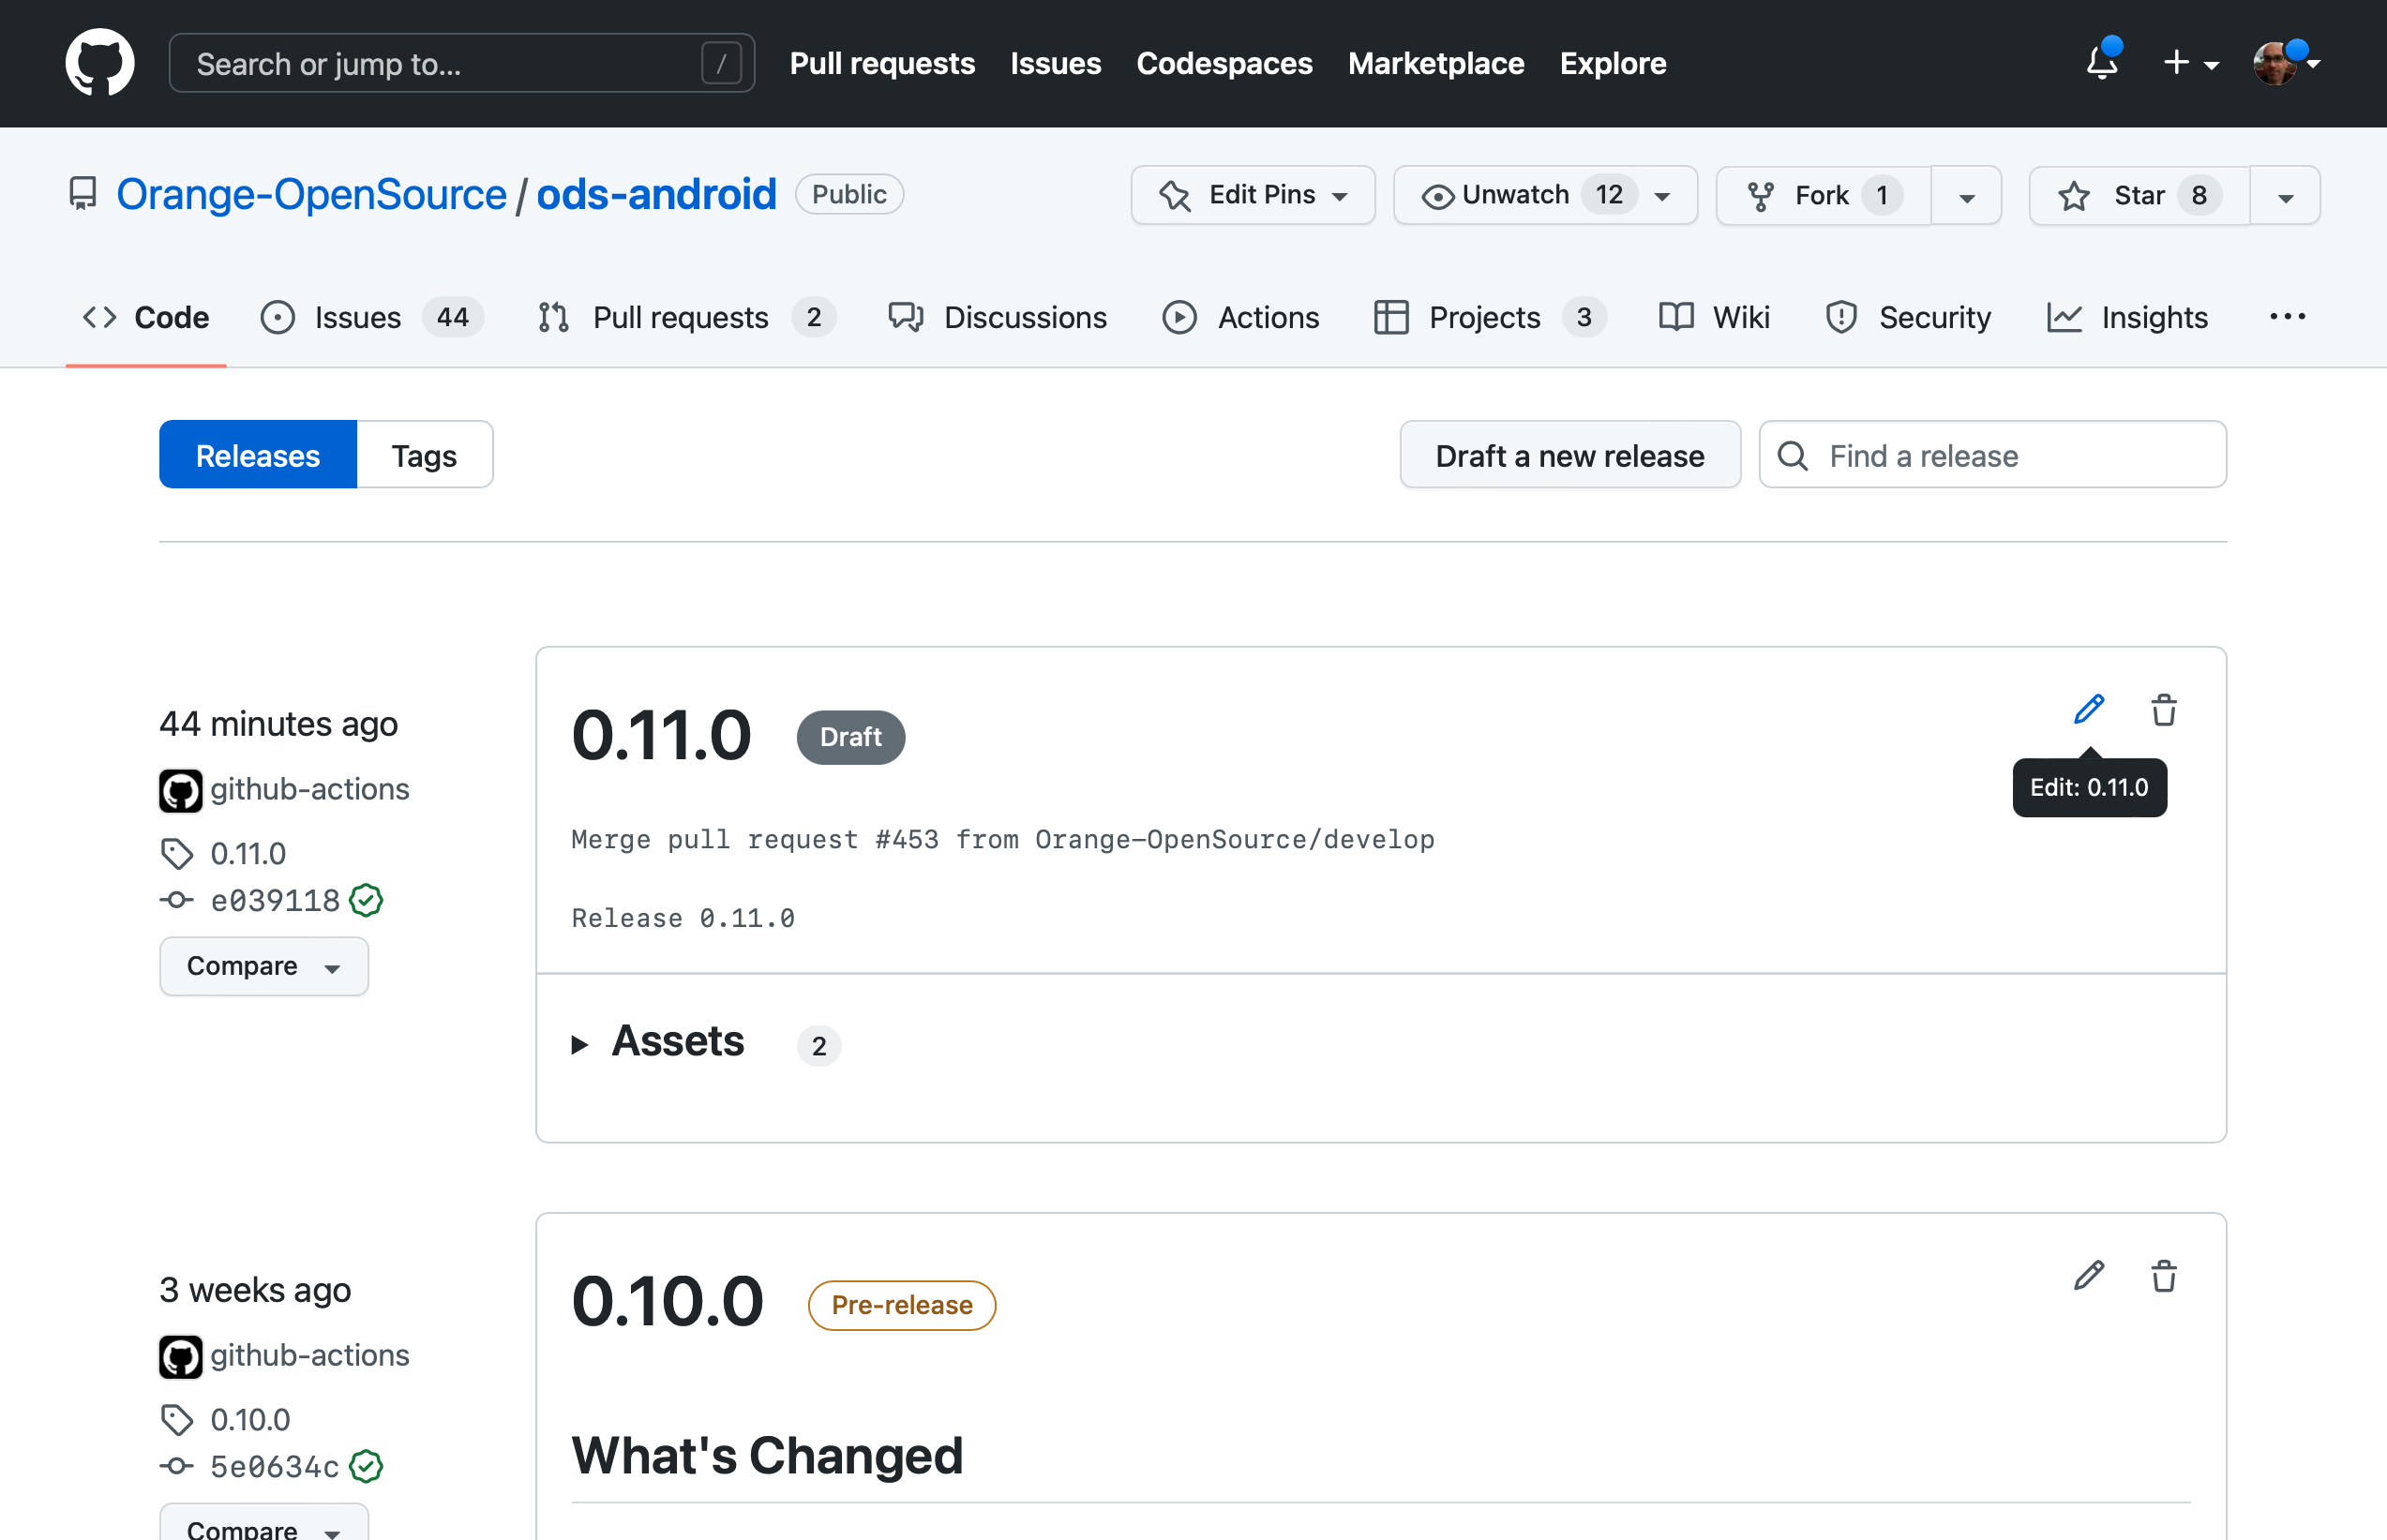 Search or jump to... /
Pull requests Issues Codespaces Marketplace Explore
Orange-OpenSource / ods-android Public
Edit Pins Unwatch 12 Fork 1 Star 8
Code Issues 44 Pull requests 2 Discussions Actions Projects 3 Wiki Security Insights ...
Releases Tags
Draft a new release Find a release
44 minutes ago
github-actions
0.11.0
e039118
Compare
0.11.0 Draft
Edit: 0.11.0
Merge pull request #453 from Orange-OpenSource/develop
Release 0.11.0
Assets 2
3 weeks ago
github-actions
0.10.0
5e0634c
Compare
0.10.0 Pre-release
What's Changed